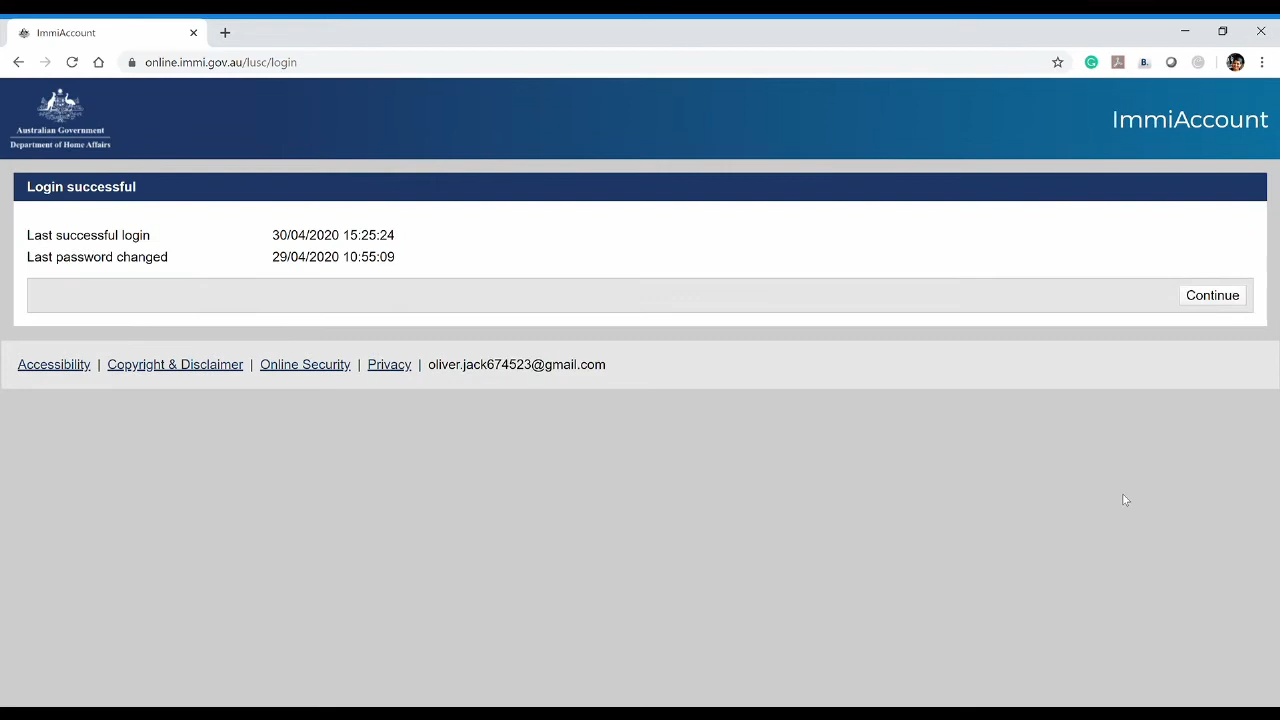 ImmiAccount
online.immi.gov.au/lusc/login
Australian Government
Department of Home Affairs
ImmiAccount
Login successful
Last successful login 30/04/2020 15:25:24
Last password changed 29/04/2020 10:55:09
Continue
Accessibility | Copyright & Disclaimer | Online Security | Privacy | oliver.jack674523@gmail.com